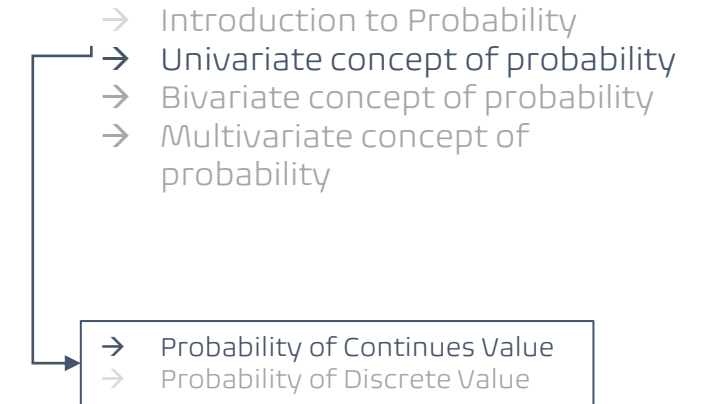 → Introduction to Probability
→ Univariate concept of probability
→ Bivariate concept of probability
→ Multivariate concept of
probability
→ Probability of Continues Value
→ Probability of Discrete Value